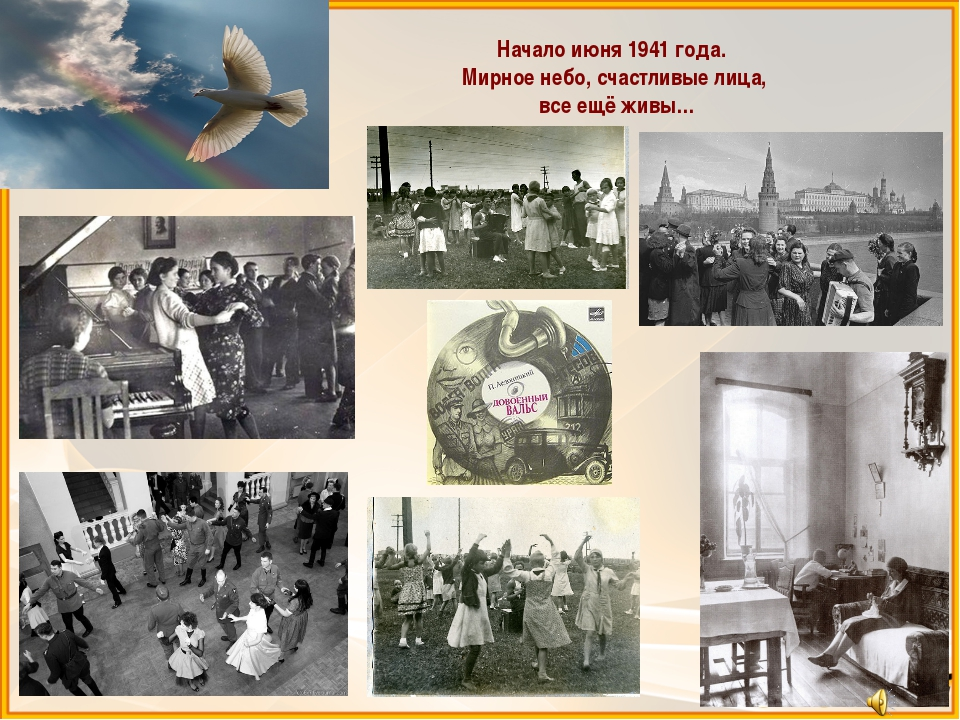 Начало июня 1941 года.
Мирное небо, счастливые лица,
все ещё живы...
П. Аедоницкий
ДОВОЕННЫЙ
ВАЛЬС